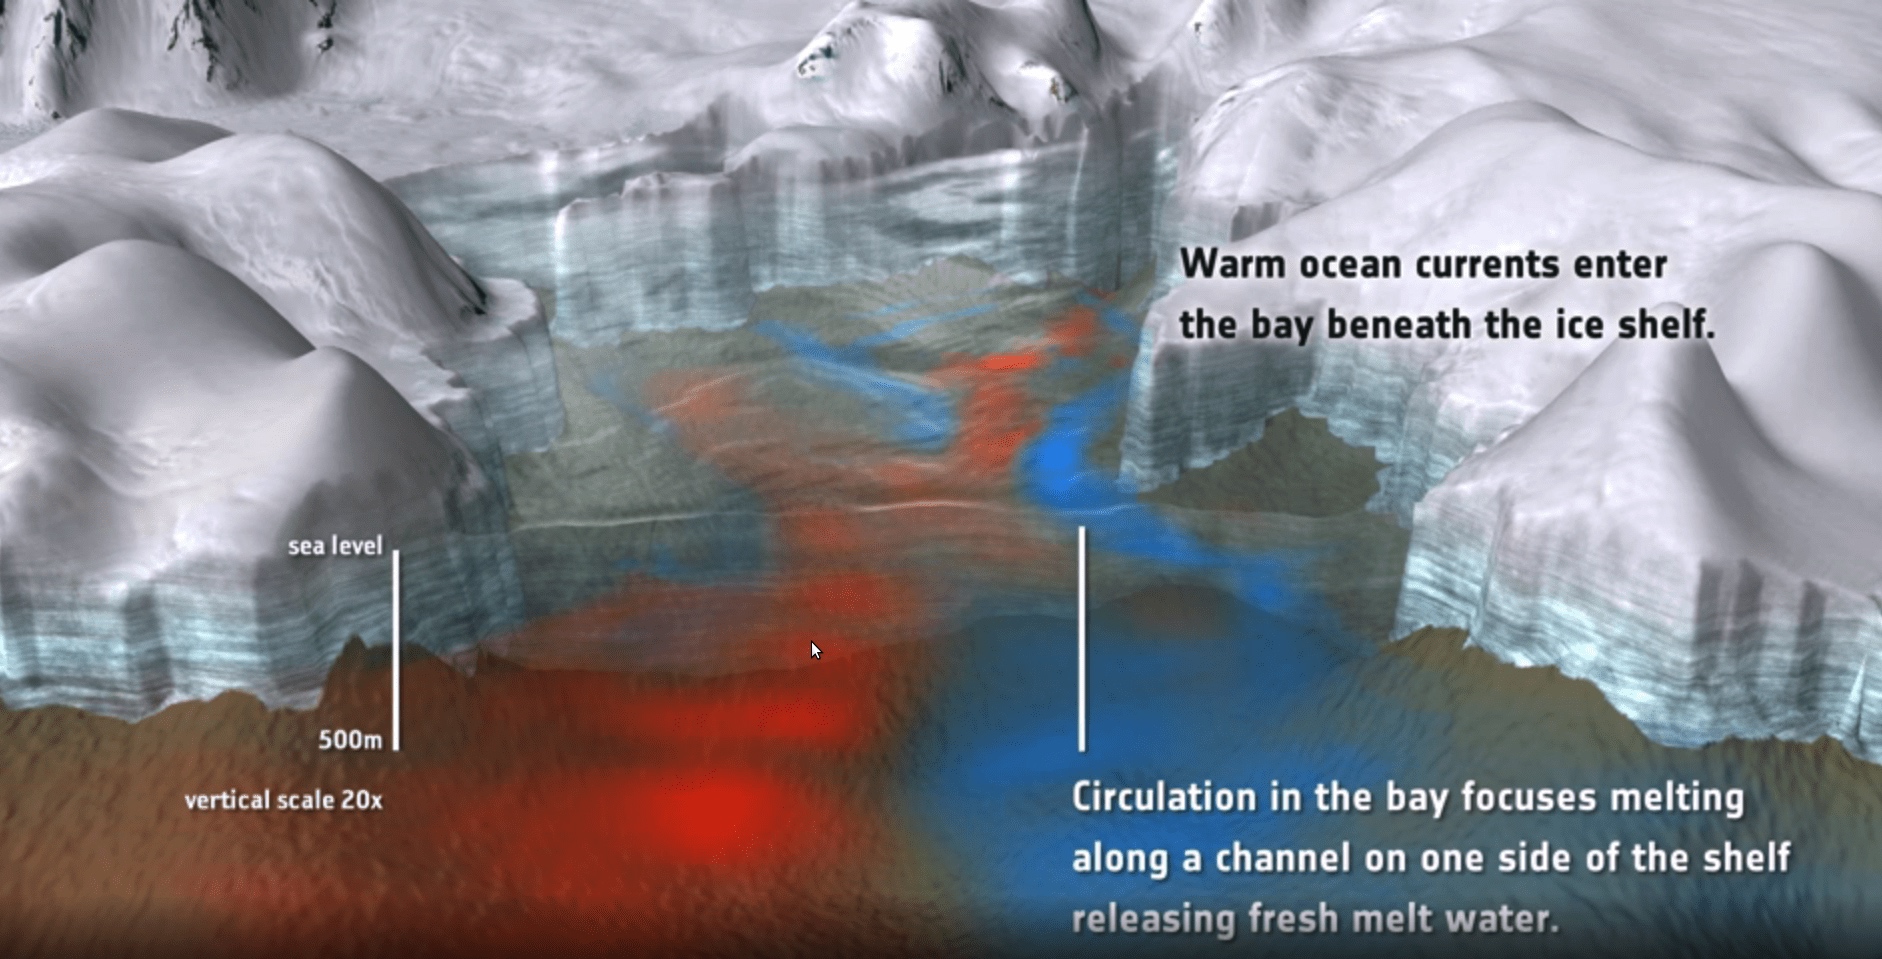 Warm ocean currents enter
the bay beneath the ice shelf.
sea level
500m
vertical scale 20x
Circulation in the bay focuses melting
along a channel on one side of the shelf
releasing fresh melt water.